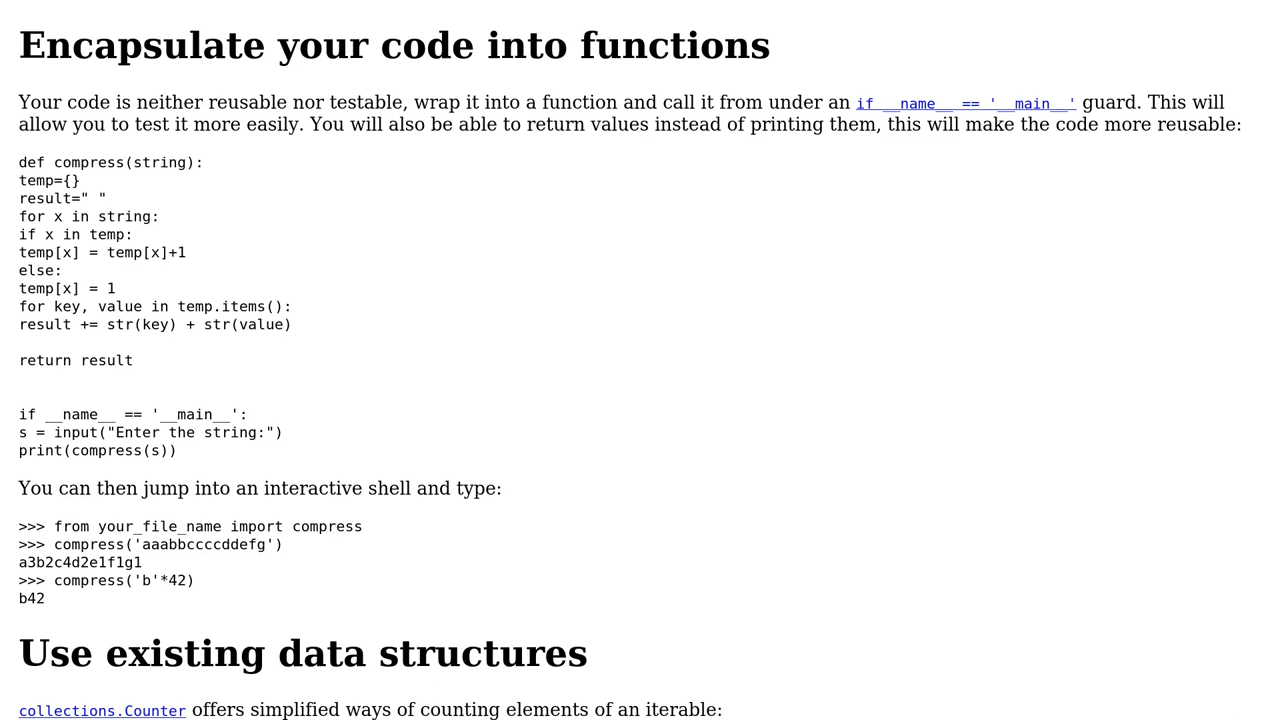 Encapsulate your code into functions
Your code is neither reusable nor testable, wrap it into a function and call it from under an if __name__ == '__main__' guard. This will
allow you to test it more easily. You will also be able to return values instead of printing them, this will make the code more reusable:
def compress(string):
temp={}
result=" "
for x in string:
if x in temp:
temp[x] = temp[x]+1
else:
temp[x] = 1
for key, value in temp.items():
result += str(key) + str(value)
return result
if __name__ == '__main__':
s = input("Enter the string:")
print(compress(s))
You can then jump into an interactive shell and type:
>>> from your_file_name import compress
>>> compress('aaabbccccddefg')
a3b2c4d2e1f1g1
>>> compress('b'*42)
b42
Use existing data structures
collections.Counter offers simplified ways of counting elements of an iterable: